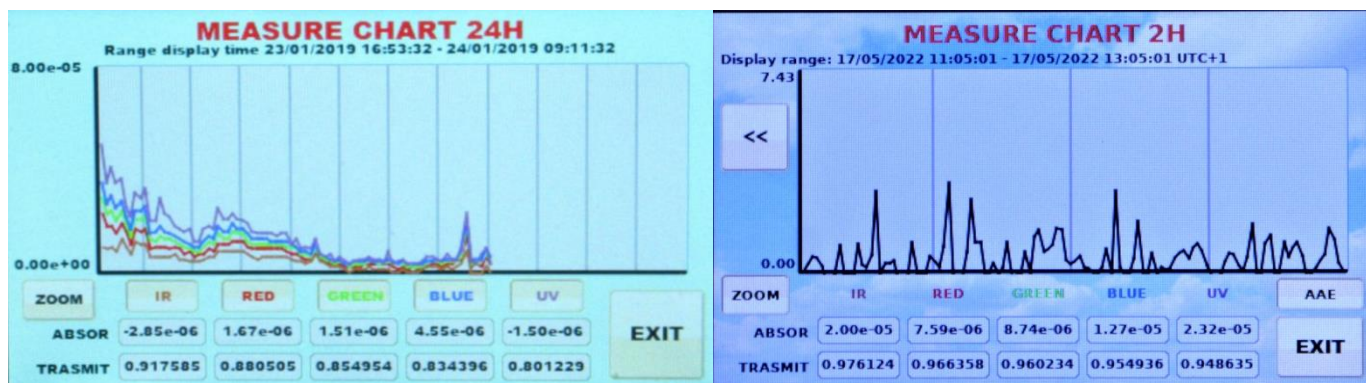 MEASURE CHART 24H
Range display time 23/01/2019 16:53:32 - 24/01/2019 09:11:32
8.00e-05
0.00e+00
ZOOM IR RED GREEN BLUE UV
ABSOR -2.85e-06 1.67e-06 1.51e-06 4.55e-06 -1.50e-06
EXIT
TRASMIT 0.917585 0.880505 0.854954 0.834396 0.801229
MEASURE CHART 2H
Display range: 17/05/2022 11:05:01 - 17/05/2022 13:05:01 UTC+1
7.43
<<
0.00
ZOOM IR RED GREEN BLUE UV AAE
ABSOR 2.00e-05 7.59e-06 8.74e-06 1.27e-05 2.32e-05
EXIT
TRASMIT 0.976124 0.966358 0.960234 0.954936 0.948635